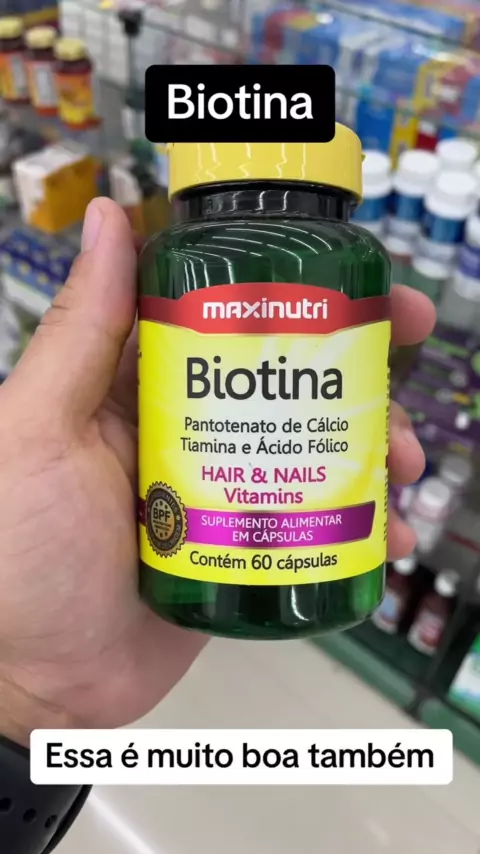 Biotina
maxinutri
Biotina
Pantotenato de Cálcio
Tiamina e Ácido Fólico
HAIR & NAILS
Vitamins
BPF
SUPLEMENTO ALIMENTAR
EM CÁPSULAS
Contém 60 cápsulas
Essa é muito boa também